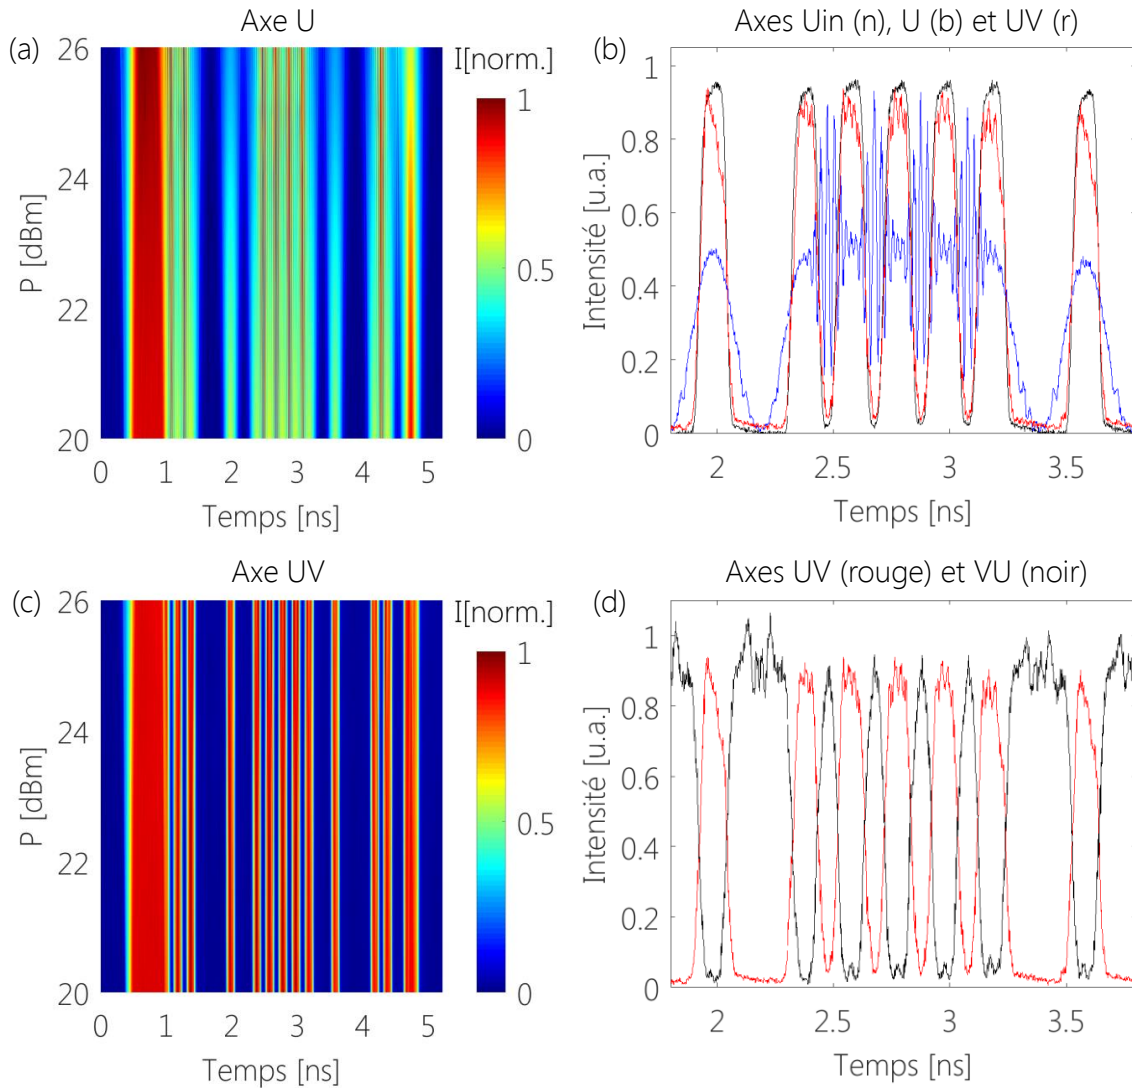 Axe U
(a)
26
24
22
20
P [dBm]
0 1 2 3 4 5
Temps [ns]
I[norm.]
1
0.5
0
Axes Uin (n), U (b) et UV (r)
(b)
1
0.8
0.6
0.4
0.2
0
Intensité [u.a.]
2 2.5 3 3.5
Temps [ns]
Axe UV
(c)
26
24
22
20
P [dBm]
0 1 2 3 4 5
Temps [ns]
I[norm.]
1
0.5
0
Axes UV (rouge) et VU (noir)
(d)
1
0.8
0.6
0.4
0.2
0
Intensité [u.a.]
2 2.5 3 3.5
Temps [ns]